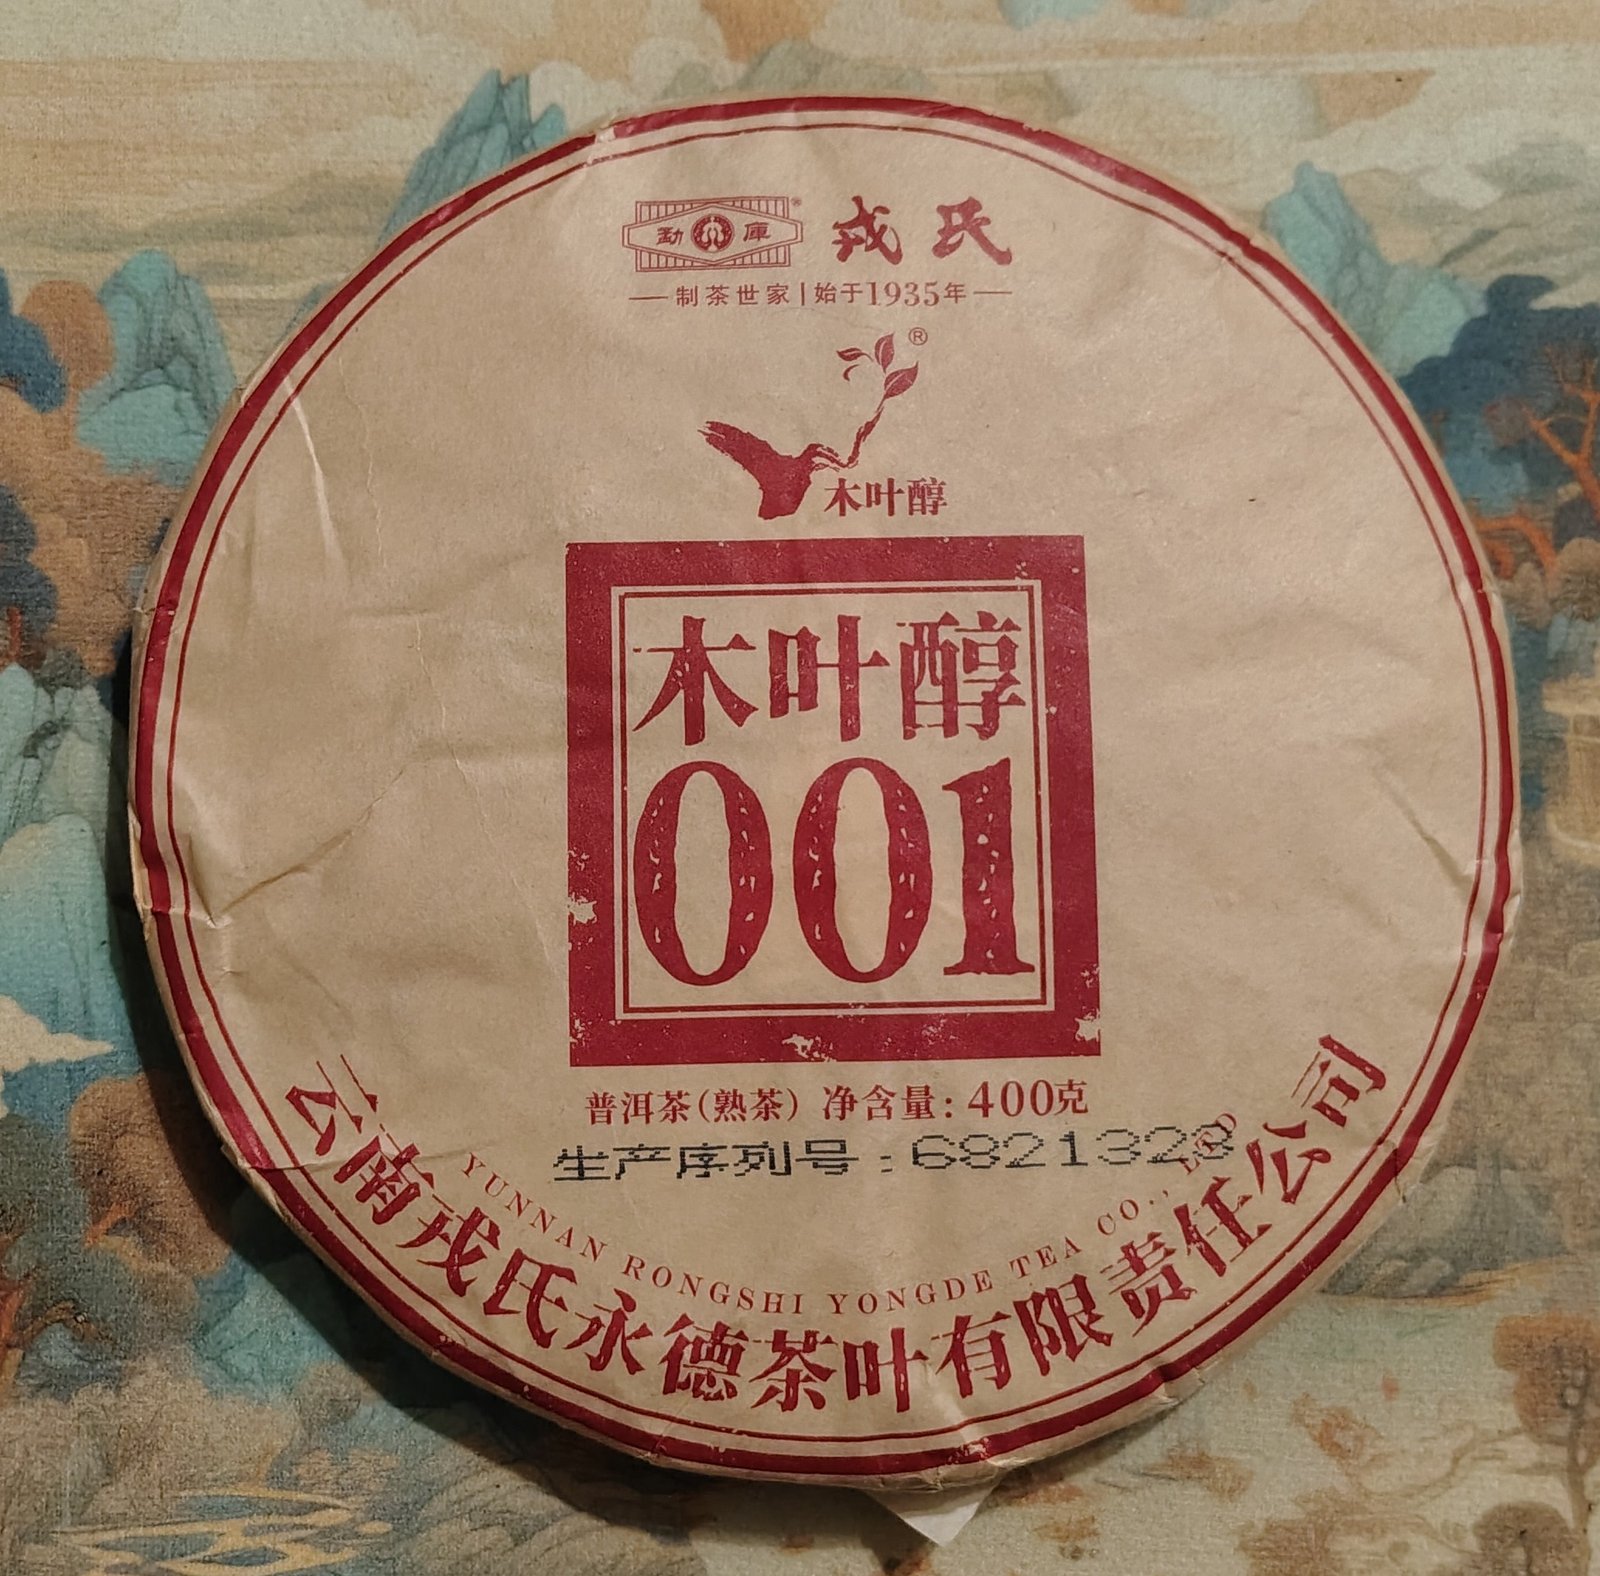 勐 庫 ® 戎氏
制茶世家 | 始于1935年
®
木叶醇
木叶醇
001
普洱茶(熟茶) 净含量: 400克
生产序列号: 6821328
YUNNAN RONGSHI YONGDE TEA CO., LTD
云南戎氏永德茶叶有限责任公司